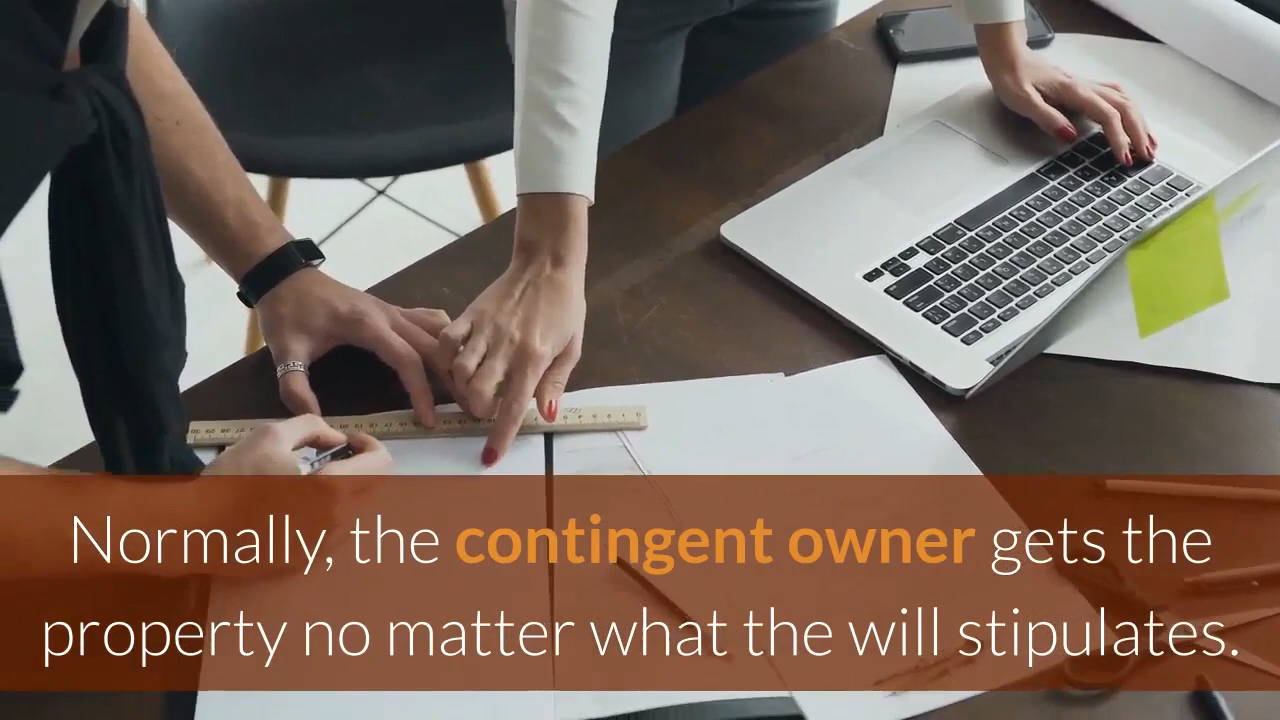 Normally, the contingent owner gets the
property no matter what the will stipulates.